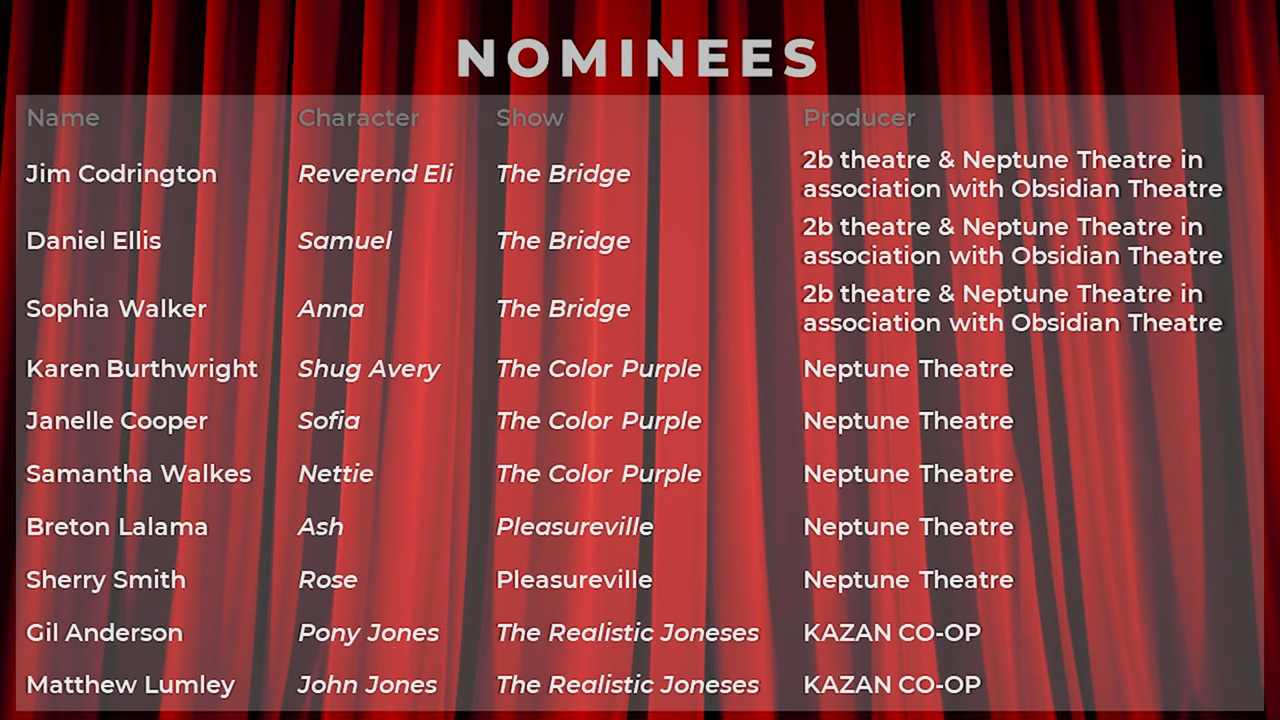 NOMINEES
Name Character Show Producer
Jim Codrington Reverend Eli The Bridge 2b theatre & Neptune Theatre in
association with Obsidian Theatre
Daniel Ellis Samuel The Bridge 2b theatre & Neptune Theatre in
association with Obsidian Theatre
Sophia Walker Anna The Bridge 2b theatre & Neptune Theatre in
association with Obsidian Theatre
Karen Burthwright Shug Avery The Color Purple Neptune Theatre
Janelle Cooper Sofia The Color Purple Neptune Theatre
Samantha Walkes Nettie The Color Purple Neptune Theatre
Breton Lalama Ash Pleasureville Neptune Theatre
Sherry Smith Rose Pleasureville Neptune Theatre
Gil Anderson Pony Jones The Realistic Joneses KAZAN CO-OP
Matthew Lumley John Jones The Realistic Joneses KAZAN CO-OP